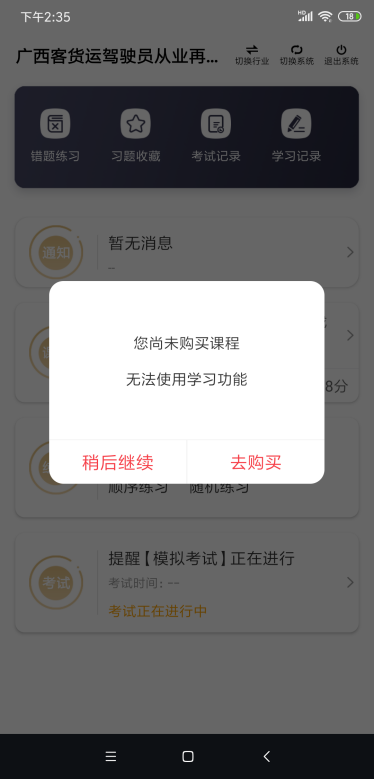 下午2:35
HD
18
广西客货运驾驶员从业再...
切换行业
切换系统
退出系统
错题练习
习题收藏
考试记录
学习记录
通知
暂无消息
--
8分
您尚未购买课程
无法使用学习功能
稍后继续
去购买
顺序练习
随机练习
考试
提醒【模拟考试】正在进行
考试时间：--
考试正在进行中